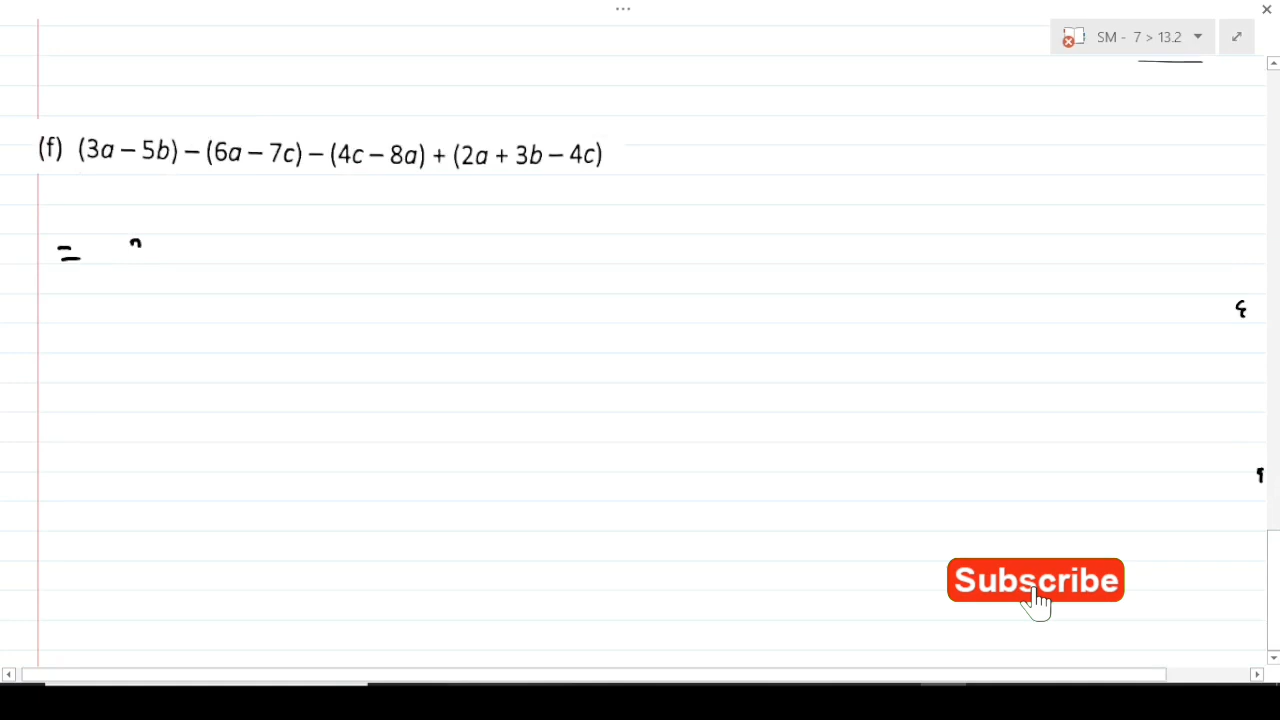 SM - 7 > 13.2
(f) (3a – 5b) – (6a – 7c) – (4c – 8a) + (2a + 3b – 4c)
=
Subscribe